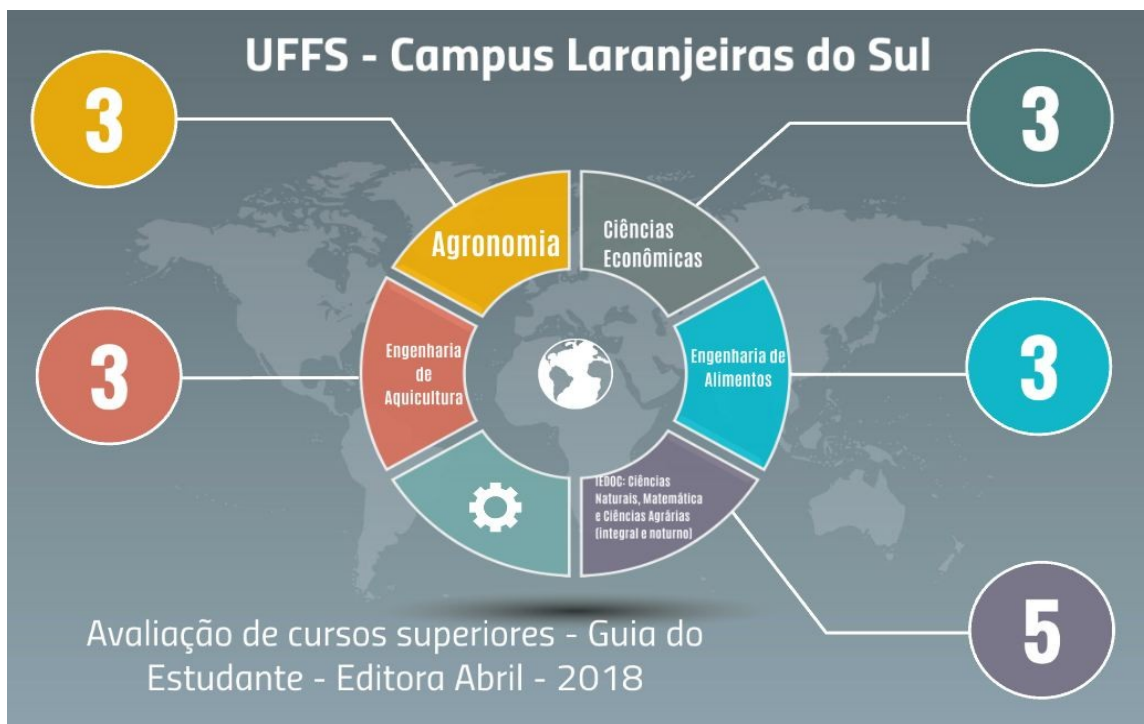 UFFS - Campus Laranjeiras do Sul
3
3
Agronomia
Ciências
Econômicas
3
Engenharia
de
Aquicultura
Engenharia de
Alimentos
3
IEDOC: Ciências
Naturais, Matemática
e Ciências Agrárias
(integral e noturno)
5
Avaliação de cursos superiores - Guia do
Estudante - Editora Abril - 2018